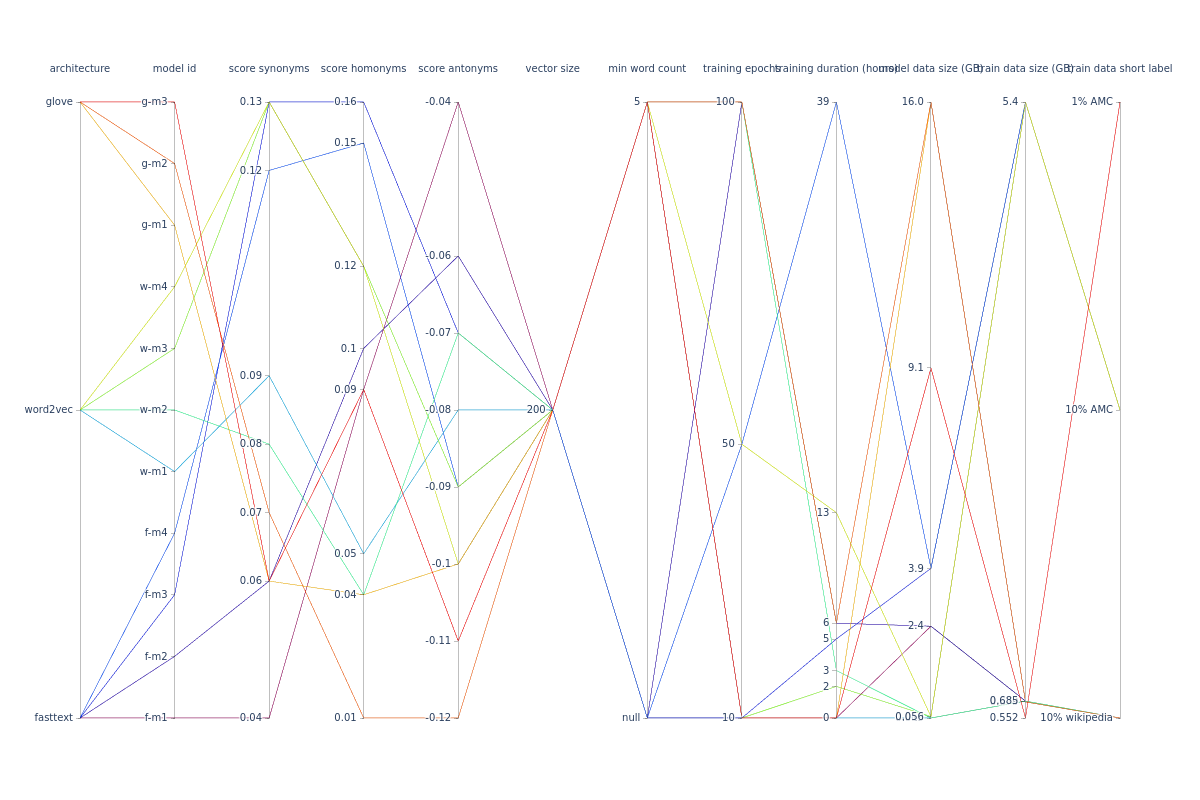 architecture model id score synonyms score homonyms score antonyms vector size min word count training epochs training duration (hours) model data size (GB) train data size (GB) train data short label
glove g-m3 0.13 0.16 -0.04 5 100 39 16.0 5.4 1% AMC
0.15
g-m2
0.12
g-m1
-0.06
0.12
w-m4
-0.07
w-m3 0.1
9.1
0.09
0.09
word2vec w-m2 -0.08 200 10% AMC
0.08 50
w-m1
-0.09
0.07 13
f-m4
0.05
-0.1 3.9
0.06
f-m3 0.04
6 2.4
5
-0.11
f-m2
3
2
0.685
fasttext f-m1 0.04 0.01 -0.12 null 10 0 0.056 0.552 10% wikipedia